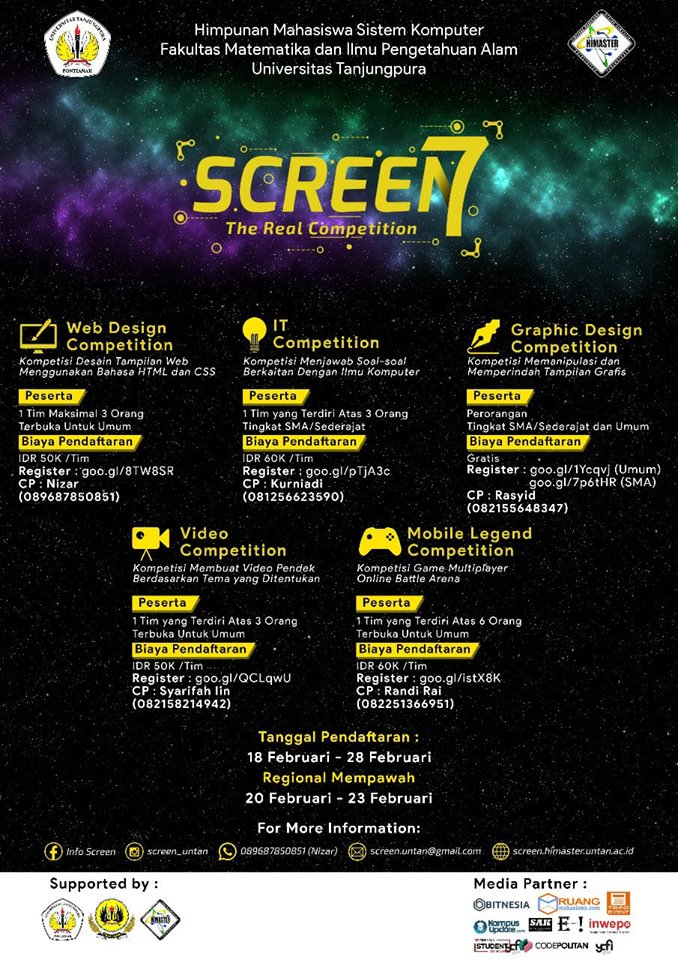 Himpunan Mahasiswa Sistem Komputer
Fakultas Matematika dan Ilmu Pengetahuan Alam
Universitas Tanjungpura
UNIVERSITAS TANJUNGPURA
PONTIANAK
HIMASTER
SCREEN 7
The Real Competition
Web Design
Competition
Kompetisi Desain Tampilan Web
Menggunakan Bahasa HTML dan CSS
Peserta
1 Tim Maksimal 3 Orang
Terbuka Untuk Umum
Biaya Pendaftaran
IDR 50K /Tim
Register : goo.gl/8TW8SR
CP : Nizar
(089687850851)
IT
Competition
Kompetisi Menjawab Soal-soal
Berkaitan Dengan Ilmu Komputer
Peserta
1 Tim yang Terdiri Atas 3 Orang
Tingkat SMA/Sederajat
Biaya Pendaftaran
IDR 60K /Tim
Register : goo.gl/pTjA3c
CP : Kurniadi
(081256623590)
Graphic Design
Competition
Kompetisi Memanipulasi dan
Memperindah Tampilan Grafis
Peserta
Perorangan
Tingkat SMA/Sederajat dan Umum
Biaya Pendaftaran
Gratis
Register : goo.gl/1Ycqvj (Umum)
goo.gl/7p6tHR (SMA)
CP : Rasyid
(082155648347)
Video
Competition
Kompetisi Membuat Video Pendek
Berdasarkan Tema yang Ditentukan
Peserta
1 Tim yang Terdiri Atas 3 Orang
Terbuka Untuk Umum
Biaya Pendaftaran
IDR 50K /Tim
Register : goo.gl/QCLqwU
CP : Syarifah Iin
(082158214942)
Mobile Legend
Competition
Kompetisi Game Multiplayer
Online Battle Arena
Peserta
1 Tim yang Terdiri Atas 6 Orang
Terbuka Untuk Umum
Biaya Pendaftaran
IDR 60K /Tim
Register : goo.gl/istX8K
CP : Randi Rai
(082251366951)
Tanggal Pendaftaran :
18 Februari - 28 Februari
Regional Mempawah
20 Februari - 23 Februari
For More Information:
Info Screen
screen_untan
089687850851 (Nizar)
screen.untan@gmail.com
screen.himaster.untan.ac.id
Supported by :
HIMASTER
Media Partner :
BITNESIA
RUANG
EVENT
Kampus
Update
E-!
inwepo
STUDENT
CODEPOLITAN
ycfi